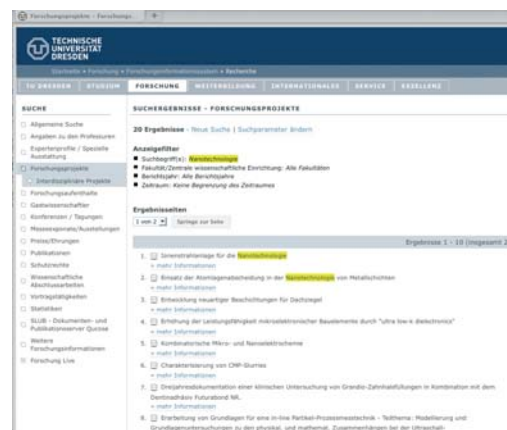 Forschungsprojekte - Forschungs...
TECHNISCHE
UNIVERSITÄT
DRESDEN
Startseite » Forschung » Forschungsinformationssystem » Recherche
TU DRESDEN STUDIUM FORSCHUNG WEITERBILDUNG INTERNATIONALES SERVICE EXZELLENZ
SUCHE
Allgemeine Suche
Angaben zu den Professuren
Expertenprofile / Spezielle
Ausstattung
Forschungsprojekte
Interdisziplinäre Projekte
Forschungsaufenthalte
Gastwissenschaftler
Konferenzen / Tagungen
Messeexponate/Ausstellungen
Preise/Ehrungen
Publikationen
Schutzrechte
Wissenschaftliche
Abschlussarbeiten
Vortragstätigkeiten
Statistiken
SLUB - Dokumenten- und
Publikationsserver Qucosa
Weitere
Forschungsinformationen
Forschung Live
SUCHERGEBNISSE - FORSCHUNGSPROJEKTE
20 Ergebnisse - Neue Suche | Suchparameter ändern
Anzeigefilter
Suchbegriff(e): Nanotechnologie
Fakultät/Zentrale wissenschaftliche Einrichtung: Alle Fakultäten
Berichtsjahr: Alle Berichtsjahre
Zeitraum: Keine Begrenzung des Zeitraumes
Ergebnisseiten
1 von 2 Springe zur Seite
Ergebnisse 1 - 10 (insgesamt 2
1. Ionenstrahlanlage für die Nanotechnologie
» mehr Informationen
2. Einsatz der Atomlagenabscheidung in der Nanotechnologie von Metallschichten
» mehr Informationen
3. Entwicklung neuartiger Beschichtungen für Dachziegel
» mehr Informationen
4. Erhöhung der Leistungsfähigkeit mikroelektronischer Bauelemente durch "ultra low-k dielectronics"
» mehr Informationen
5. Kombinatorische Mikro- und Nanoelektrochemie
» mehr Informationen
6. Charakterisierung von CMP-Slurries
» mehr Informationen
7. Dreijahresdokumentation einer klinischen Untersuchung von Grandio-Zahnhalsfüllungen in Kombination mit dem
Dentinadhäsiv Futurabond NR.
» mehr Informationen
8. Erarbeitung von Grundlagen für eine in-line Partikel-Prozessmesstechnik - Teilthema: Modellierung und
Grundlagenuntersuchungen zu den physikal. und mathemat. Zusammenhängen bei der Ultraschall-